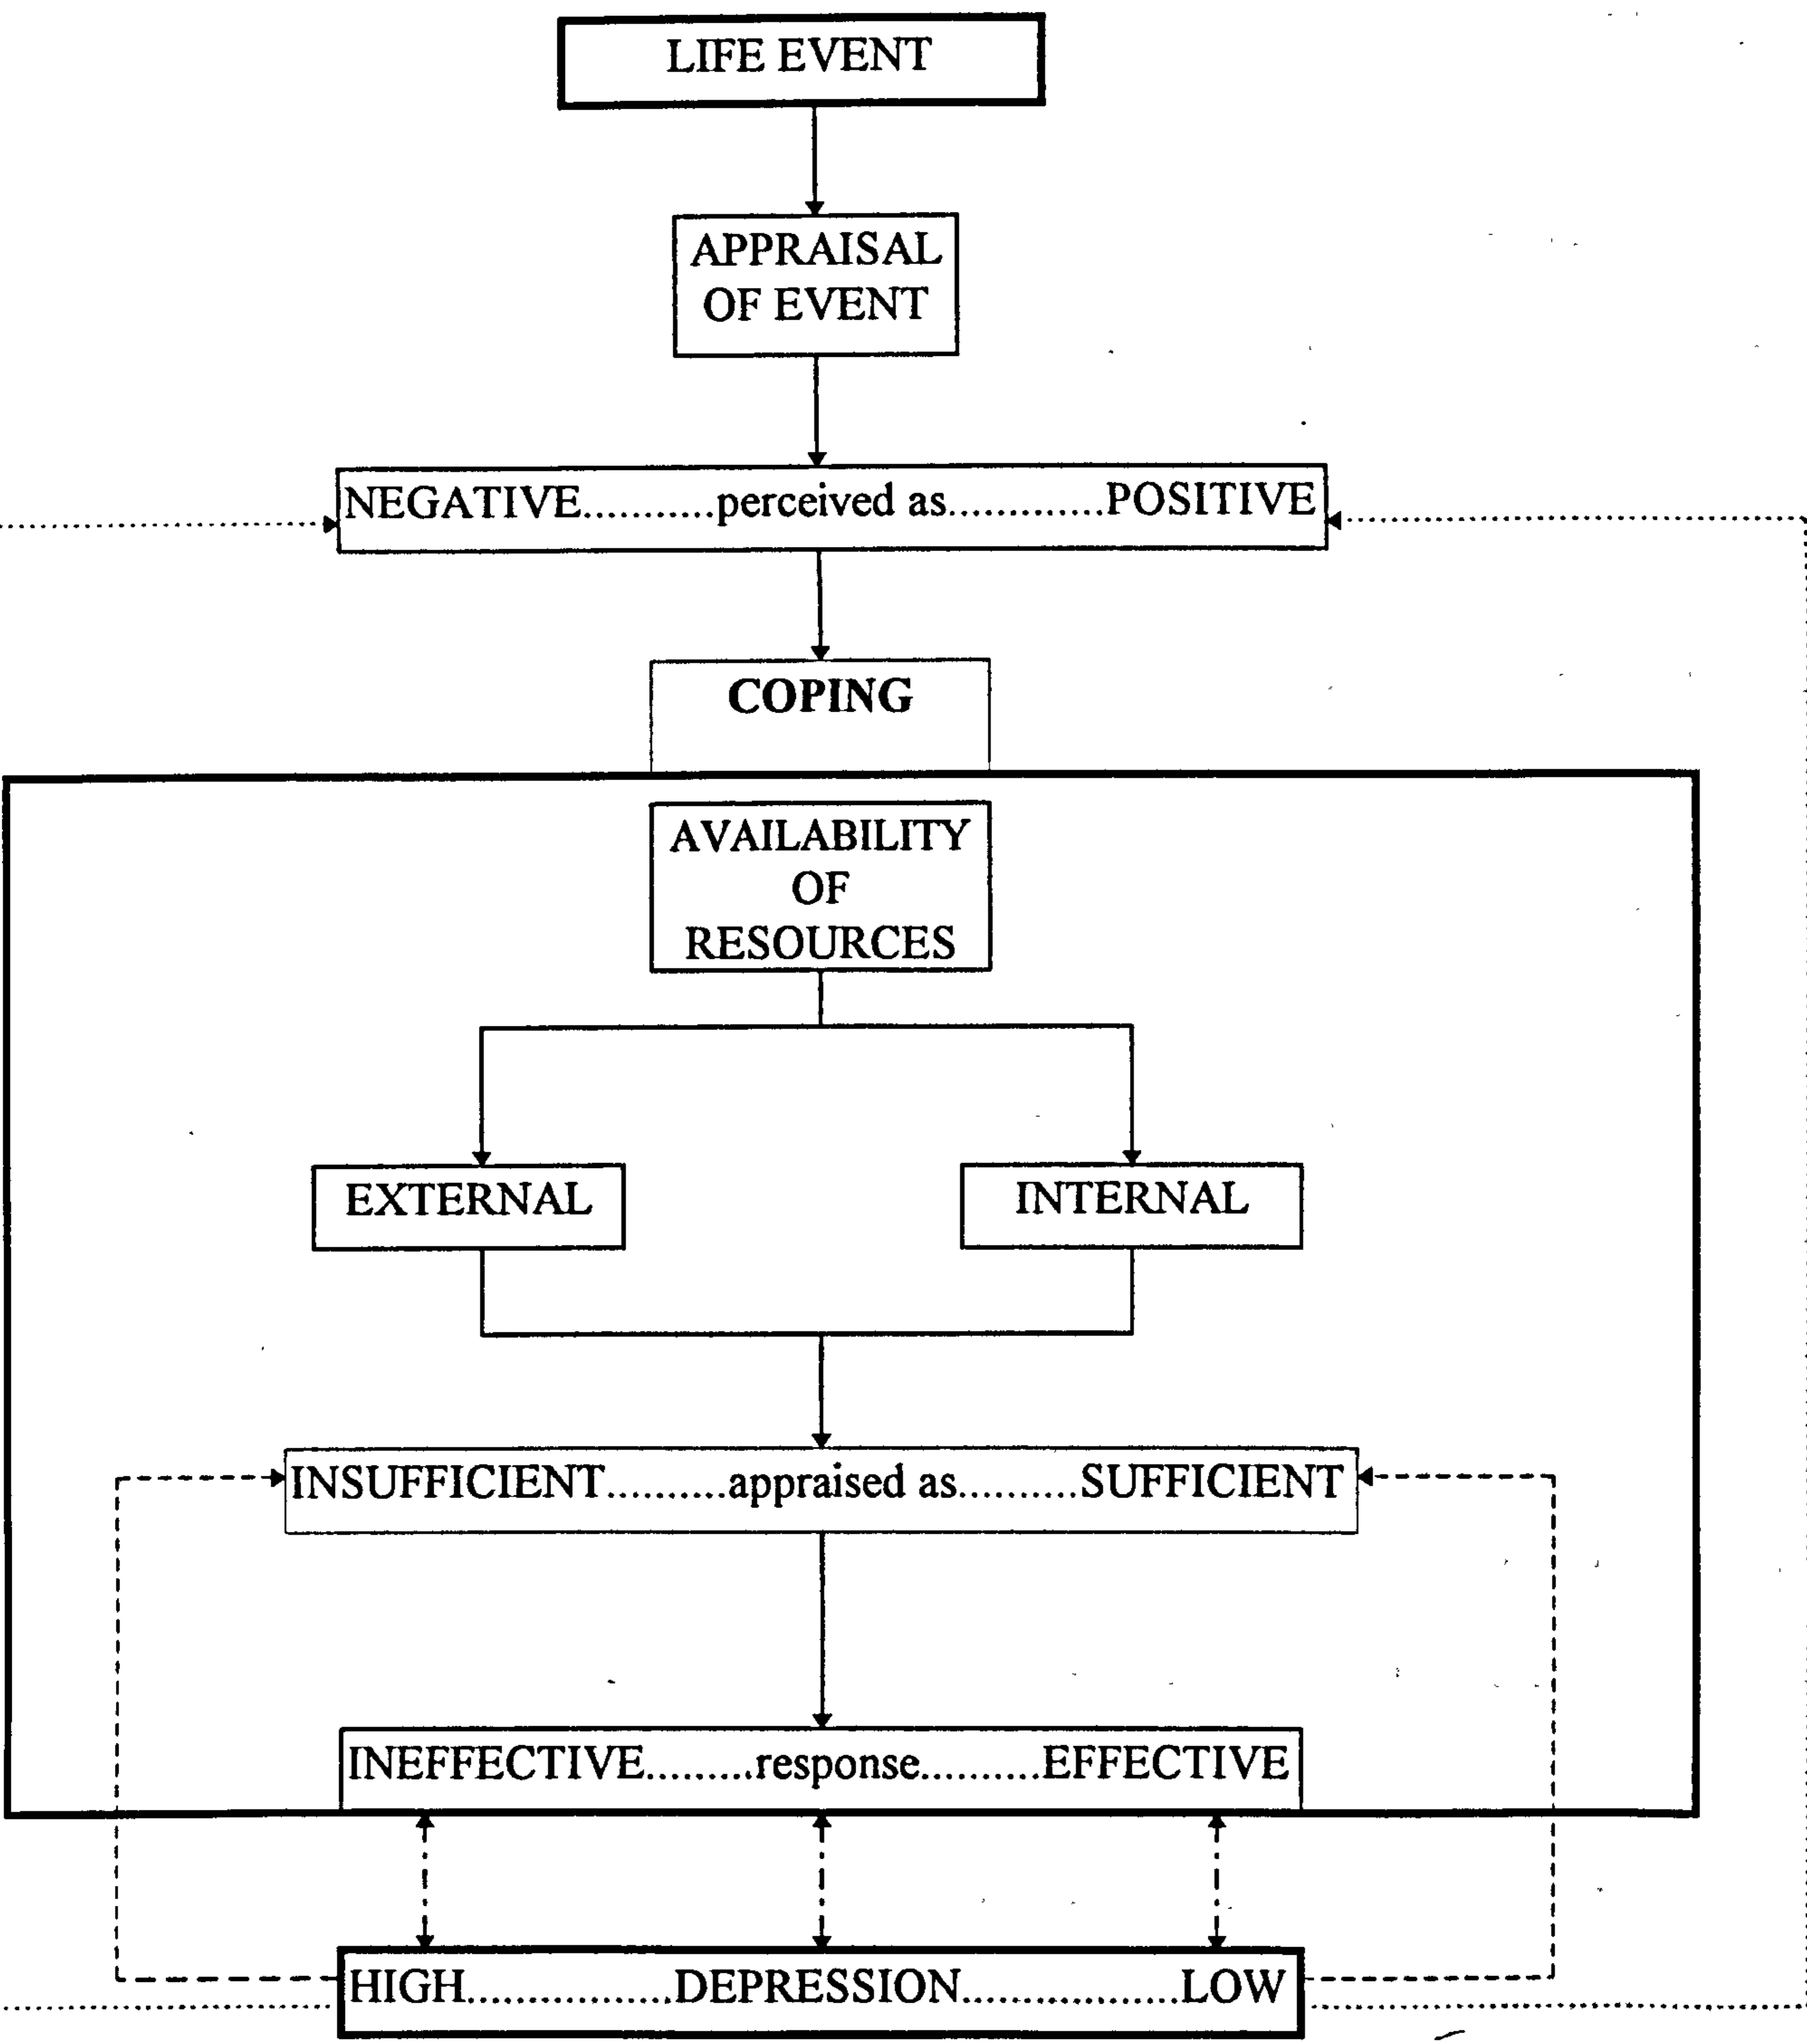 LIFE EVENT
APPRAISAL
OF EVENT
NEGATIVE...........perceived as.............POSITIVE
COPING
AVAILABILITY
OF
RESOURCES
EXTERNAL
INTERNAL
INSUFFICIENT..........appraised as..........SUFFICIENT
INEFFECTIVE.........response..........EFFECTIVE
HIGH.................DEPRESSION..................LOW